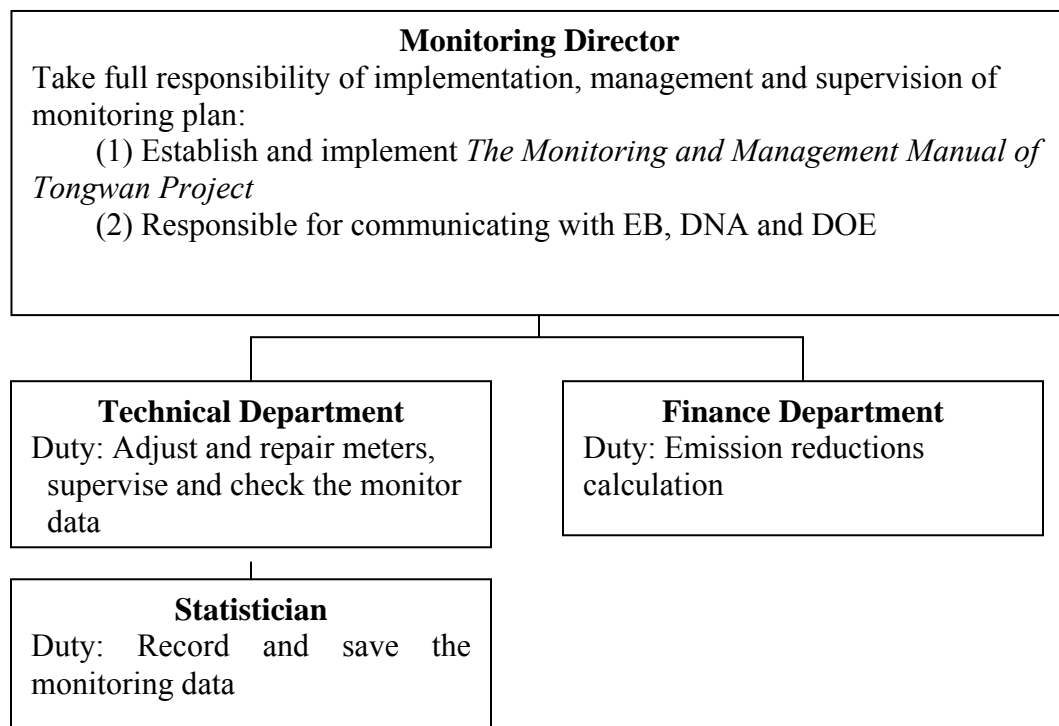 Monitoring Director
Take full responsibility of implementation, management and supervision of
monitoring plan:
(1) Establish and implement The Monitoring and Management Manual of
Tongwan Project
(2) Responsible for communicating with EB, DNA and DOE
Technical Department
Duty: Adjust and repair meters,
supervise and check the monitor
data
Finance Department
Duty: Emission reductions
calculation
Statistician
Duty: Record and save the
monitoring data